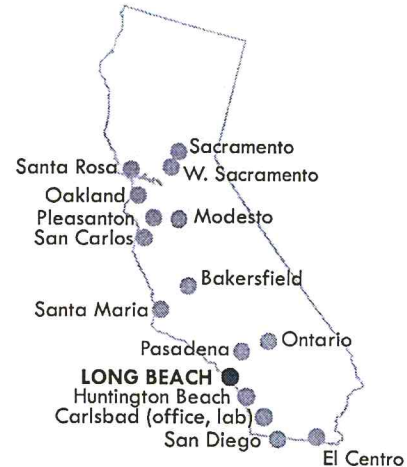 Sacramento
Santa Rosa
W. Sacramento
Oakland
Pleasanton
Modesto
San Carlos
Bakersfield
Santa Maria
Ontario
Pasadena
LONG BEACH
Huntington Beach
Carlsbad (office, lab)
San Diego
El Centro